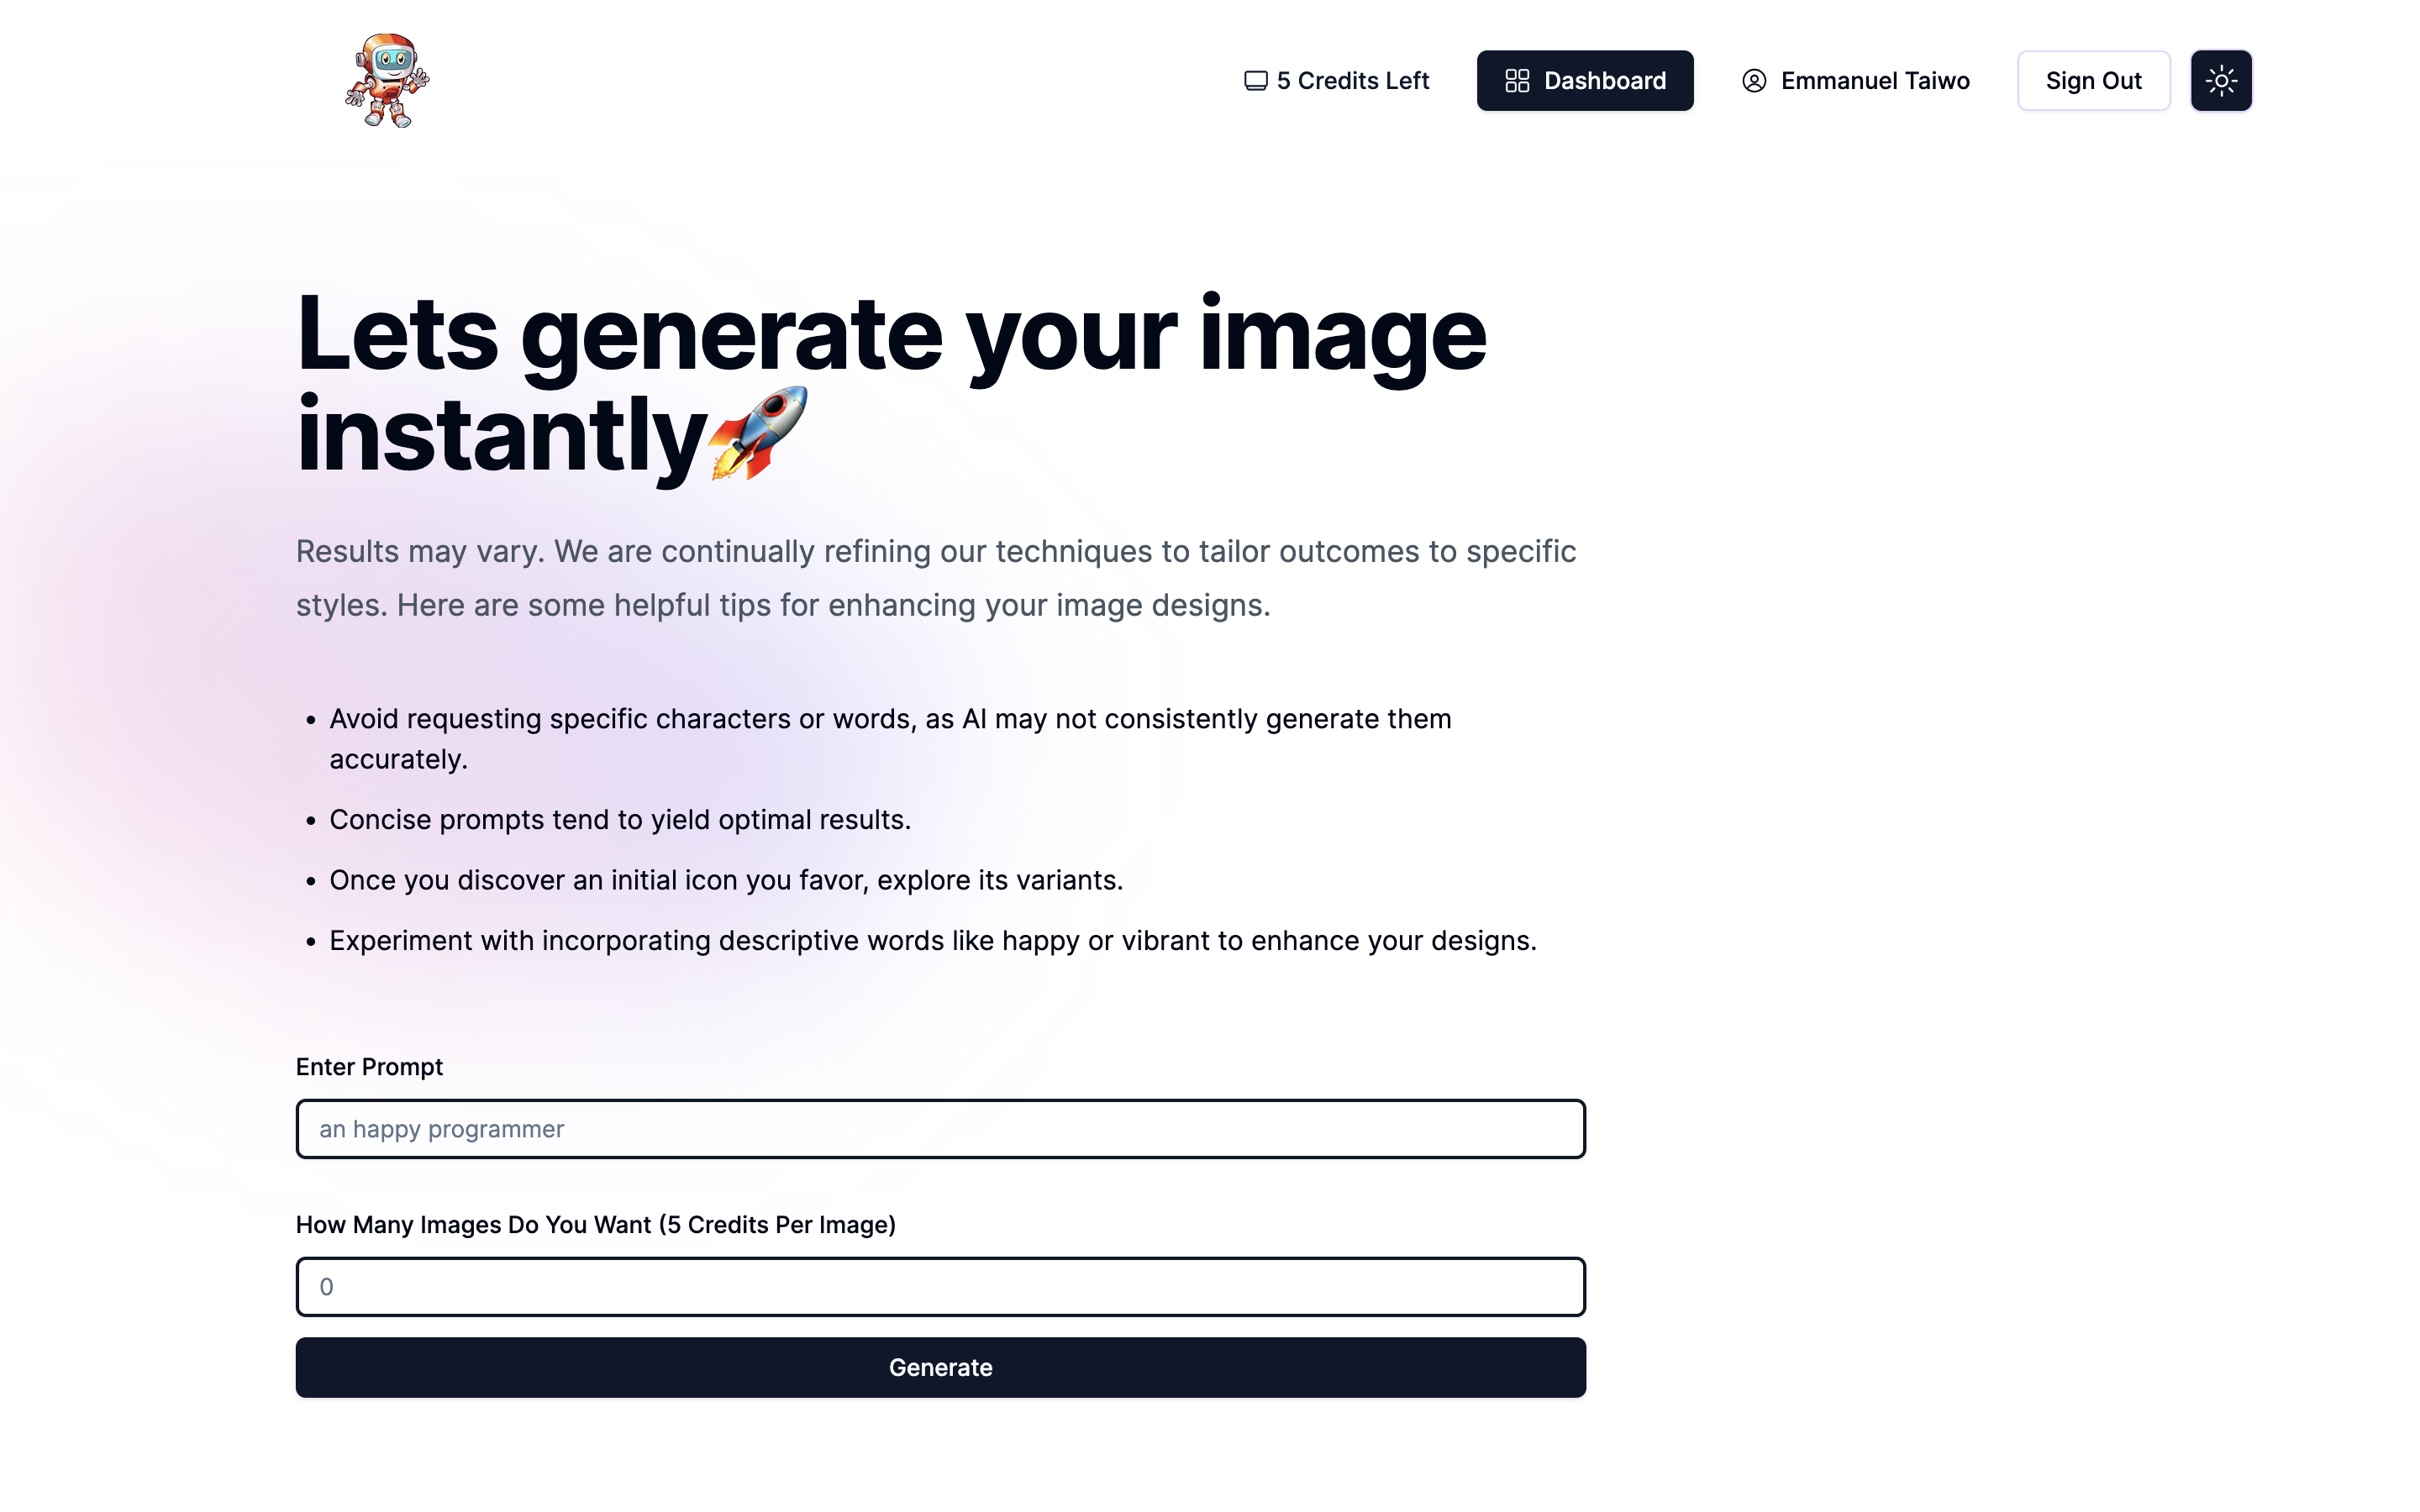 5 Credits Left
Dashboard
Emmanuel Taiwo
Sign Out
Lets generate your image
instantly🚀
Results may vary. We are continually refining our techniques to tailor outcomes to specific
styles. Here are some helpful tips for enhancing your image designs.
• Avoid requesting specific characters or words, as AI may not consistently generate them
accurately.
• Concise prompts tend to yield optimal results.
• Once you discover an initial icon you favor, explore its variants.
• Experiment with incorporating descriptive words like happy or vibrant to enhance your designs.
Enter Prompt
an happy programmer
How Many Images Do You Want (5 Credits Per Image)
0
Generate